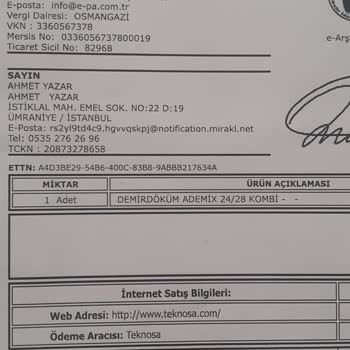 E-posta: info@e-pa.com.tr
Vergi Dairesi: OSMANGAZİ
VKN : 3360567378
Mersis No: 0336056737800019
Ticaret Sicil No: 82968
e-Arş
SAYIN
AHMET YAZAR
AHMET YAZAR
İSTİKLAL MAH. EMEL SOK. NO:22 D:19
ÜMRANİYE / İSTANBUL
E-Posta: rs2yl9td4c9.hgvvqskpj@notification.mirakl.net
Tel: 0535 276 26 96
TCKN : 20873278658
ETTN: A4D3BE29-54B6-400C-83B8-9ABBB217634A
MİKTAR ÜRÜN AÇIKLAMASI
1 Adet DEMİRDÖKÜM ADEMIX 24/28 KOMBİ - -
İnternet Satış Bilgileri:
Web Adresi: http://www.teknosa.com/
Ödeme Aracısı: Teknosa